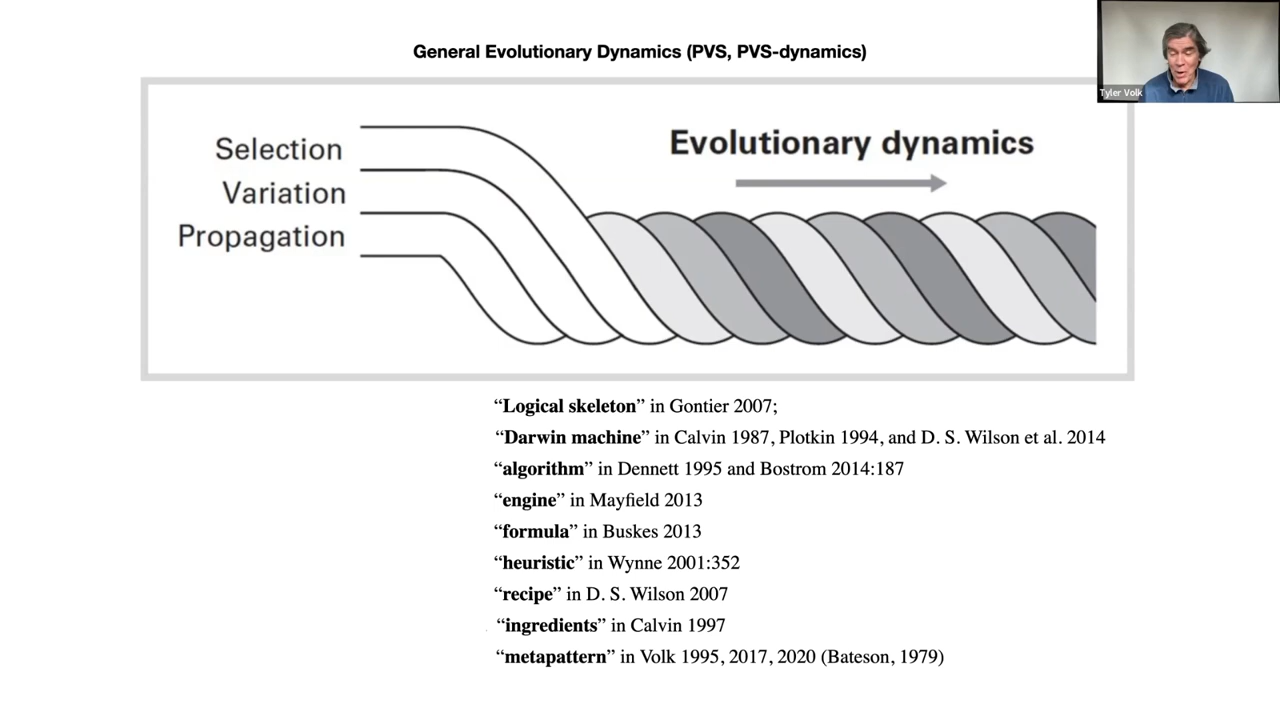 General Evolutionary Dynamics (PVS, PVS-dynamics)
Tyler Volk
Selection
Variation
Propagation
Evolutionary dynamics
“Logical skeleton” in Gontier 2007;
“Darwin machine” in Calvin 1987, Plotkin 1994, and D. S. Wilson et al. 2014
“algorithm” in Dennett 1995 and Bostrom 2014:187
“engine” in Mayfield 2013
“formula” in Buskes 2013
“heuristic” in Wynne 2001:352
“recipe” in D. S. Wilson 2007
“ingredients” in Calvin 1997
“metapattern” in Volk 1995, 2017, 2020 (Bateson, 1979)